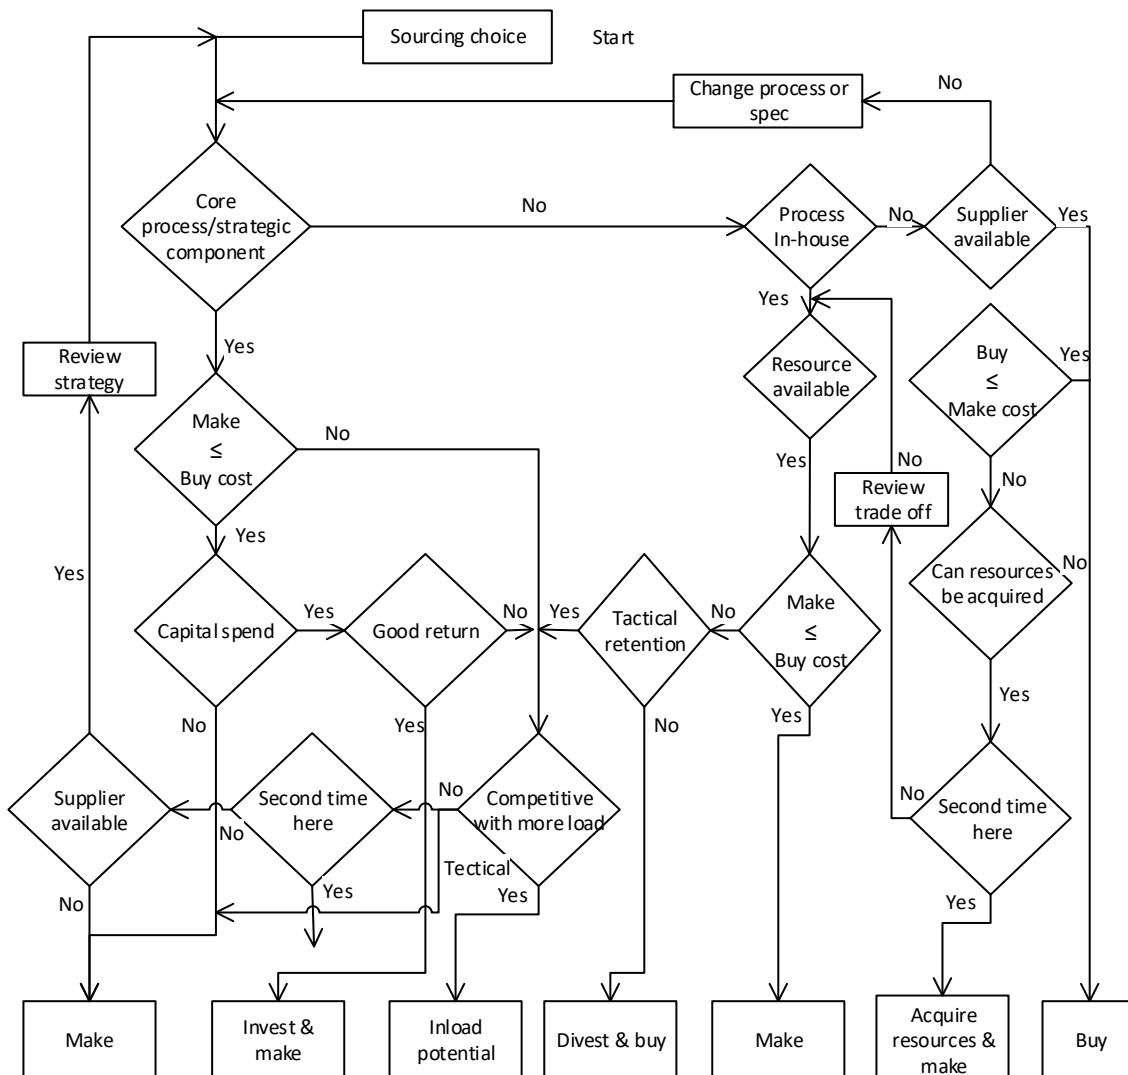 Sourcing choice
Start
Change process or
spec
No
Core
process/strategic
component
No
Process
In-house
No
Supplier
available
Yes
Yes
Review
strategy
Yes
Resource
available
Buy
≤
Make cost
Yes
Make
≤
Buy cost
No
Yes
No
Review
trade off
No
Yes
Yes
Capital spend
Yes
Good return
No
Yes
Tactical
retention
No
Make
≤
Buy cost
Can resources
be acquired
No
No
Yes
No
Yes
Yes
Supplier
available
No
Second time
here
No
Competitive
with more load
No
Second time
here
Tectical
No
Yes
Yes
Yes
Make
Invest &
make
Inload
potential
Divest & buy
Make
Acquire
resources &
make
Buy